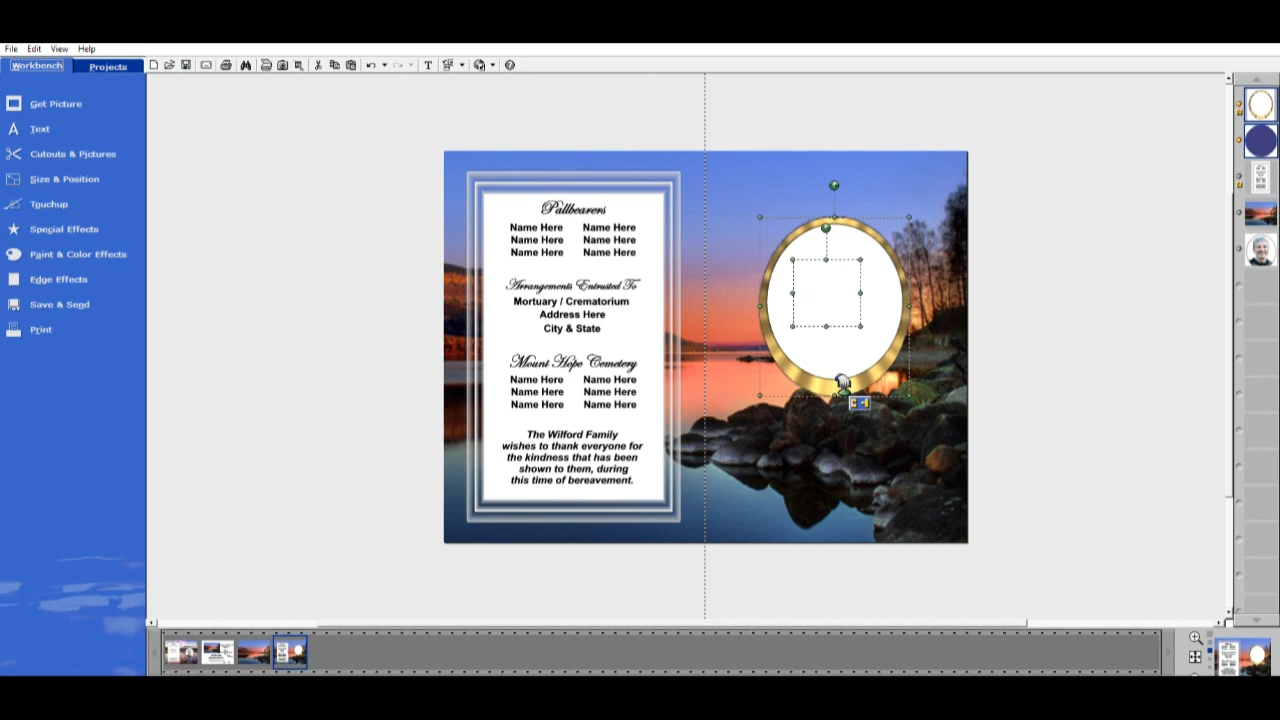 File Edit View Help
Workbench Projects
Get Picture
Text
Cutouts & Pictures
Size & Position
Touchup
Special Effects
Paint & Color Effects
Edge Effects
Save & Send
Print
T
Pallbearers
Name Here Name Here
Name Here Name Here
Name Here Name Here
Arrangements Entrusted To
Mortuary / Crematorium
Address Here
City & State
Mount Hope Cemetery
Name Here Name Here
Name Here Name Here
Name Here Name Here
The Wilford Family
wishes to thank everyone for
the kindness that has been
shown to them, during
this time of bereavement.